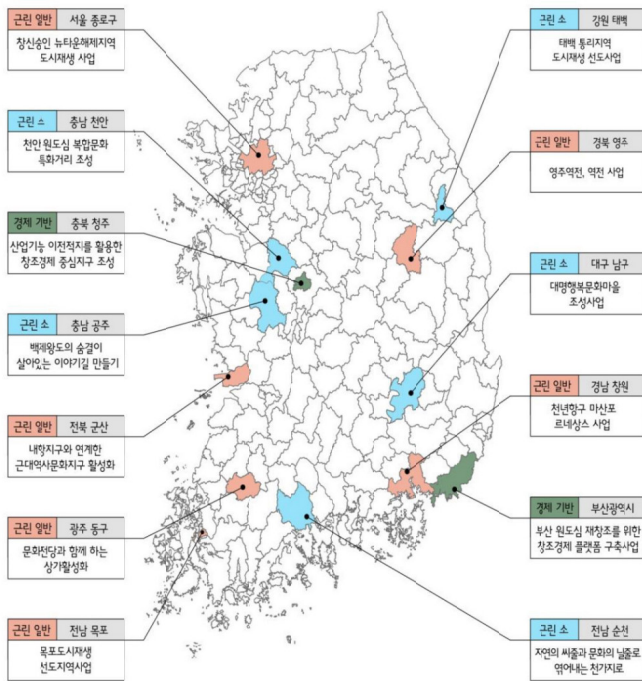 근린 일반 서울 종로구
창신숭인 뉴타운해제지역
도시재생 사업
근린 소 충남 천안
천안 원도심 복합문화
특화거리 조성
경제 기반 충북 청주
산업기능 이전적지를 활용한
창조경제 중심지구 조성
근린 소 충남 공주
백제왕도의 숨결이
살아있는 이야기길 만들기
근린 일반 전북 군산
내항지구와 연계한
근대역사문화지구 활성화
근린 일반 광주 동구
문화전당과 함께 하는
상가활성화
근린 일반 전남 목포
목포도시재생
선도지역사업
근린 소 강원 태백
태백 통리지역
도시재생 선도사업
근린 일반 경북 영주
영주역전, 역전 사업
근린 소 대구 남구
대명행복문화마을
조성사업
근린 일반 경남 창원
천년항구 마산포
르네상스 사업
경제 기반 부산광역시
부산 원도심 재창조를 위한
창조경제 플랫폼 구축사업
근린 소 전남 순천
자연의 씨줄과 문화의 날줄로
엮어내는 천가지로